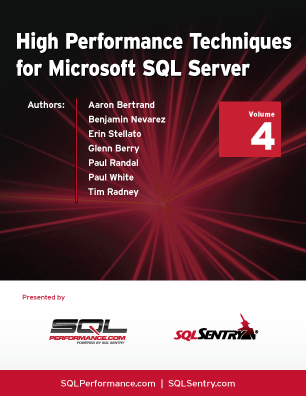 High Performance Techniques
for Microsoft SQL Server
Authors:
Aaron Bertrand
Benjamin Nevarez
Erin Stellato
Glenn Berry
Paul Randal
Paul White
Tim Radney
Volume
4
Presented by
SQL
PERFORMANCE.COM
POWERED BY SQL SENTRY
SQLSENTRY
SQLPerformance.com | SQLSentry.com